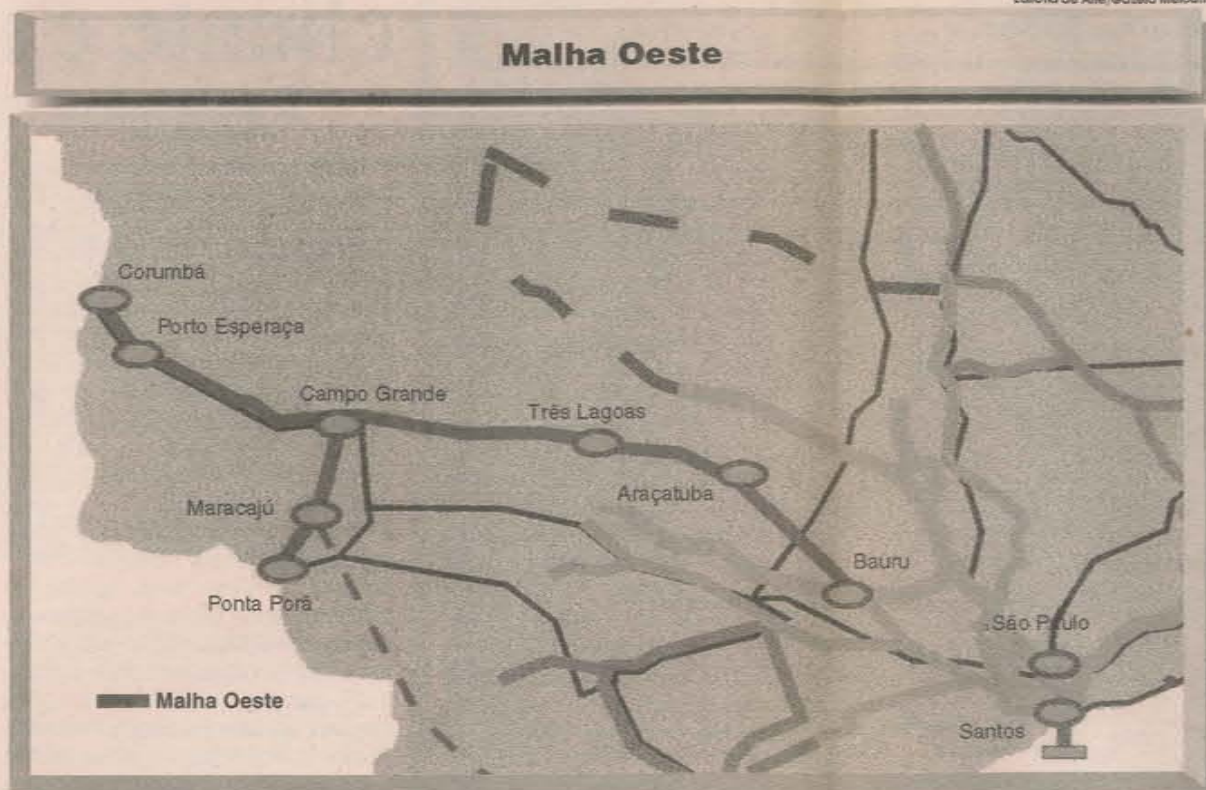 Malha Oeste
Corumbá
Porto Esperaça
Campo Grande
Três Lagoas
Araçatuba
Maracajú
Bauru
Ponta Porã
São Paulo
Malha Oeste
Santos